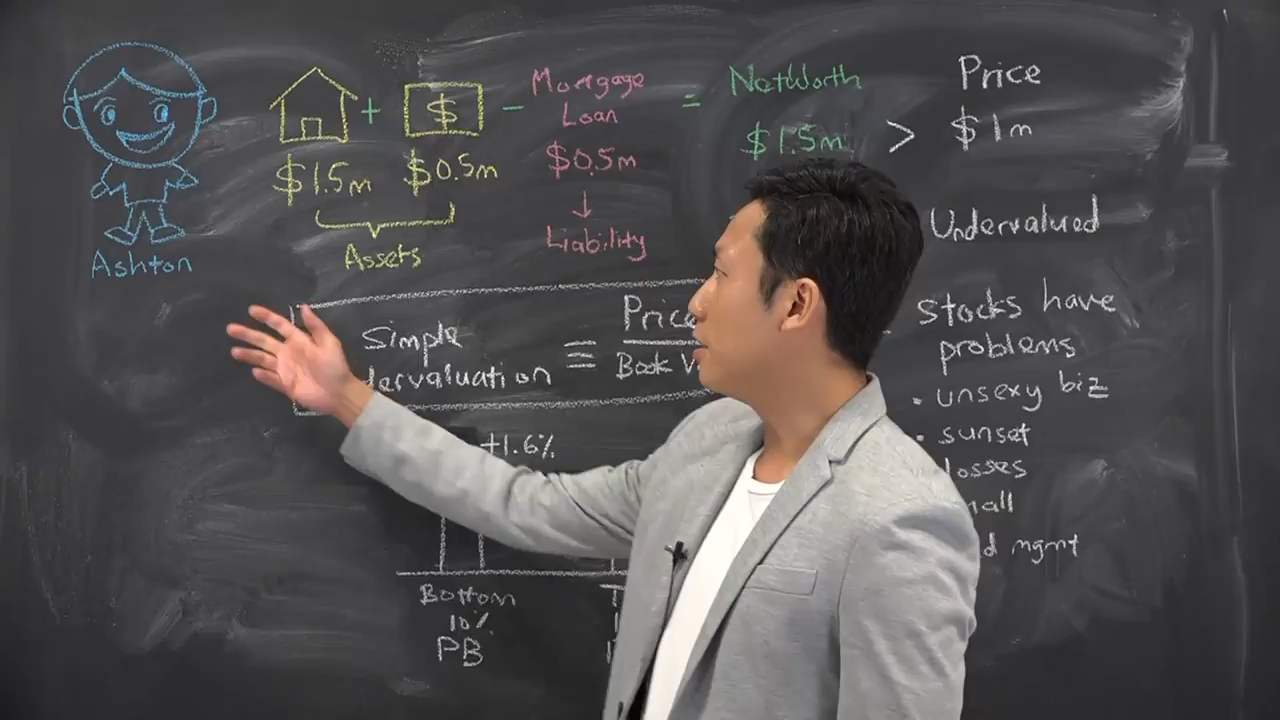 + $ - Mortgage Loan = NetWorth > Price
$1.5m $0.5m $0.5m $1.5m $1m
Assets
↓
Liability
Ashton
Undervalued
Simple
≡ Price
Book
stocks have
problems
• unsexy biz
• sunset
losses
mgmt
+1.6%
Bottom
10%
PB